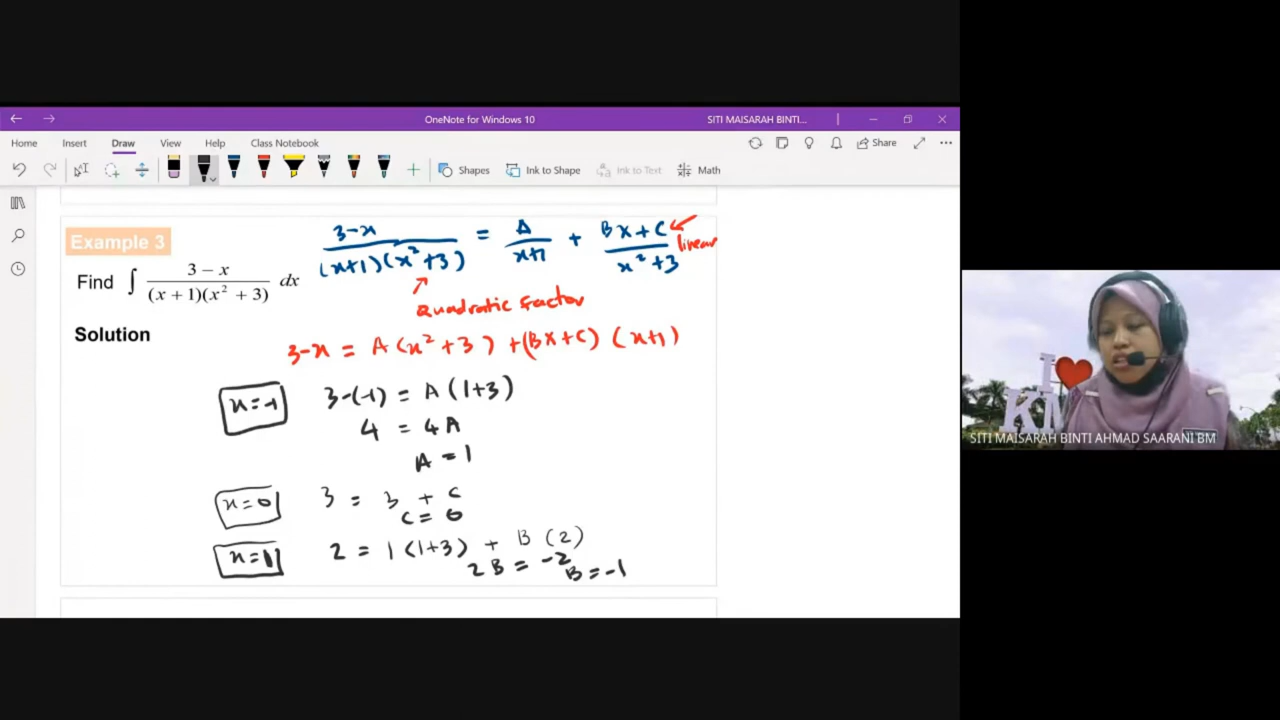 OneNote for Windows 10
SITI MAISARAH BINTI...
Home Insert Draw View Help Class Notebook
Share
Shapes Ink to Shape Ink to Text Math
Example 3
Find ∫ (3 − x)/((x + 1)(x² + 3)) dx
(3-x)/((x+1)(x²+3)) = A/(x+1) + (Bx+C)/(x²+3)
linear
Quadratic factor
Solution
3-x = A(x²+3) + (Bx+C)(x+1)
x=-1 3-(-1) = A(1+3)
4 = 4A
A = 1
x=0 3 = 3 + C
C = 0
x=1 2 = 1(1+3) + B(2)
2B = -2
B = -1
I ❤ KM
SITI MAISARAH BINTI AHMAD SAARANI BM